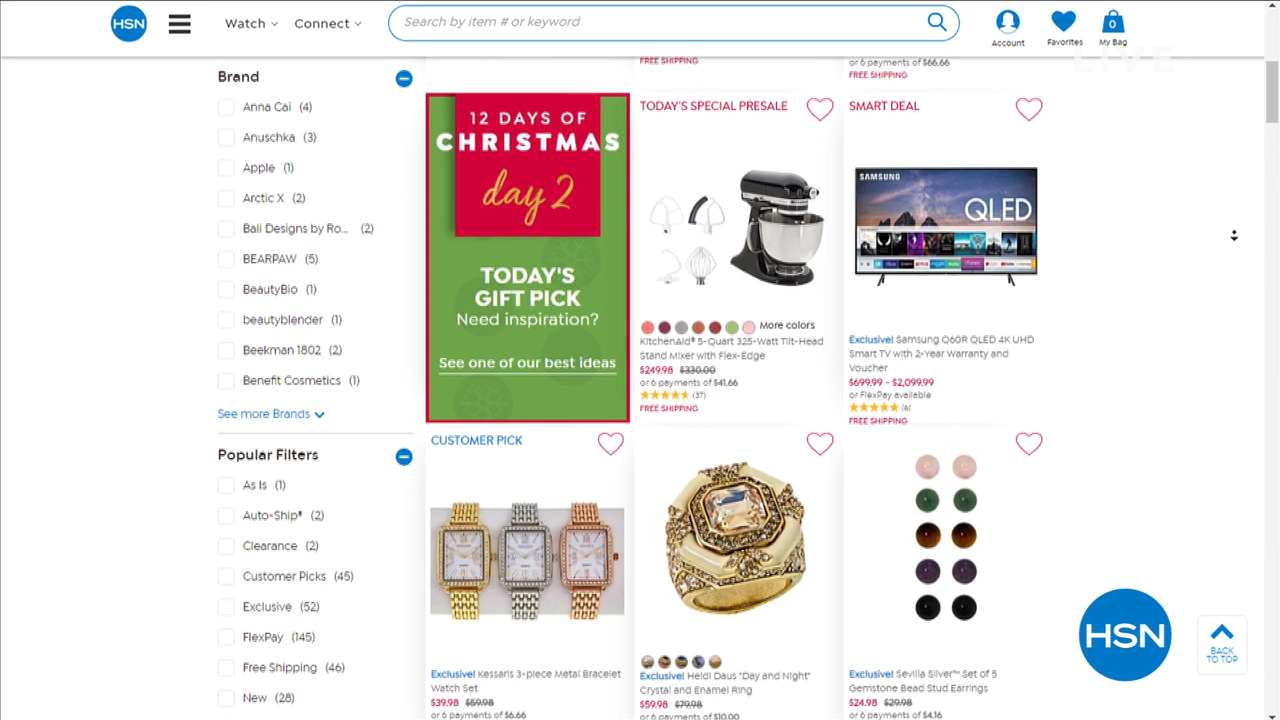 HSN
Watch
Connect
Search by item # or keyword
Account
Favorites
0
My Bag
LIVE
Brand
Anna Cai (4)
Anuschka (3)
Apple (1)
Arctic X (2)
Bali Designs by Ro... (2)
BEARPAW (5)
BeautyBio (1)
beautyblender (1)
Beekman 1802 (2)
Benefit Cosmetics (1)
See more Brands
Popular Filters
As Is (1)
Auto-Ship® (2)
Clearance (2)
Customer Picks (45)
Exclusive (52)
FlexPay (145)
Free Shipping (46)
New (28)
FREE SHIPPING
or 6 payments of $66.66
FREE SHIPPING
12 DAYS OF
CHRISTMAS
day 2
TODAY'S
GIFT PICK
Need inspiration?
See one of our best ideas
TODAY'S SPECIAL PRESALE
More colors
KitchenAid® 5-Quart 325-Watt Tilt-Head
Stand Mixer with Flex-Edge
$249.98 $330.00
or 6 payments of $41.66
(37)
FREE SHIPPING
SMART DEAL
SAMSUNG
QLED
Exclusive! Samsung Q60R QLED 4K UHD
Smart TV with 2-Year Warranty and
Voucher
$699.99 - $2,099.99
or FlexPay available
(6)
FREE SHIPPING
CUSTOMER PICK
Exclusive! Kessaris 3-piece Metal Bracelet
Watch Set
$39.98 $59.98
or 6 payments of $6.66
Exclusive! Heidi Daus "Day and Night"
Crystal and Enamel Ring
$59.98 $79.98
or 6 payments of $10.00
Exclusive! Sevilla Silver™ Set of 5
Gemstone Bead Stud Earrings
$24.98 $29.98
or 6 payments of $4.16
HSN
BACK
TO TOP